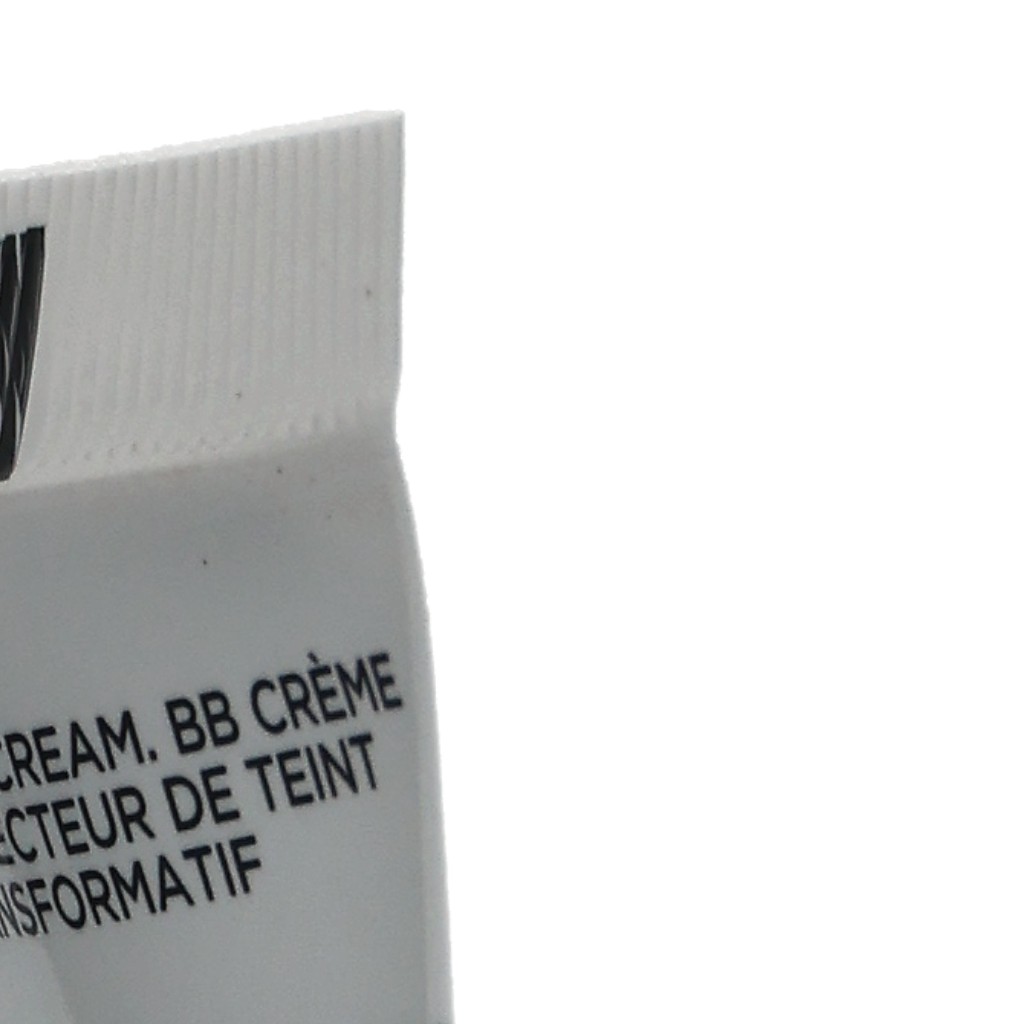 CREAM. BB CRÈME
ECTEUR DE TEINT
NSFORMATIF